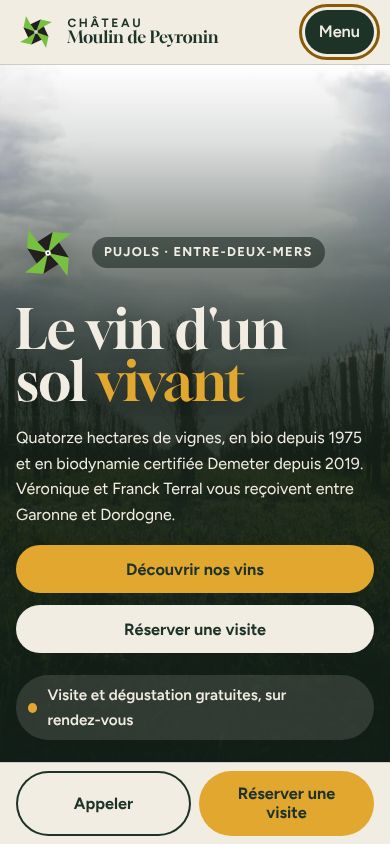 CHÂTEAU
Moulin de Peyronin
Menu
PUJOLS · ENTRE-DEUX-MERS
Le vin d'un
sol vivant
Quatorze hectares de vignes, en bio depuis 1975
et en biodynamie certifiée Demeter depuis 2019.
Véronique et Franck Terral vous reçoivent entre
Garonne et Dordogne.
Découvrir nos vins
Réserver une visite
Visite et dégustation gratuites, sur
rendez-vous
Appeler
Réserver une
visite